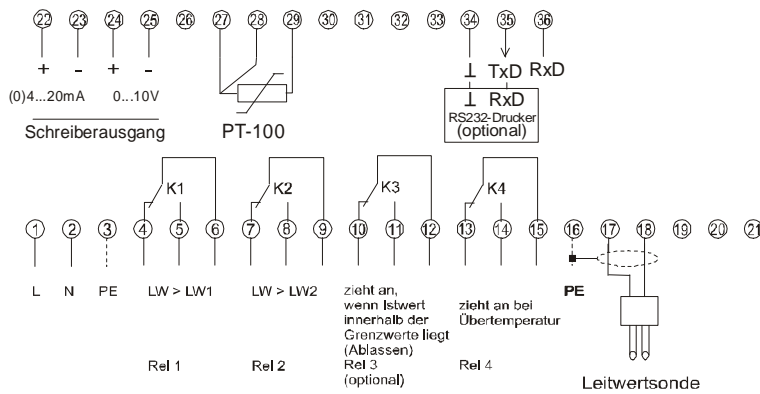 22 23 24 25 26 27 28 29 30 31 32 33 34 35 36
+ - + - ⊥ TxD RxD
(0)4...20mA 0...10V ⊥ RxD
Schreiberausgang PT-100 RS232-Drucker
(optional)
K1 K2 K3 K4
1 2 3 4 5 6 7 8 9 10 11 12 13 14 15 16 17 18 19 20 21
L N PE LW > LW1 LW > LW2
zieht an,
wenn Istwert
innerhalb der
Grenzwerte liegt
(Ablassen)
zieht an bei
Übertemperatur
PE
Rel 1 Rel 2 Rel 3 Rel 4
(optional)
Leitwertsonde